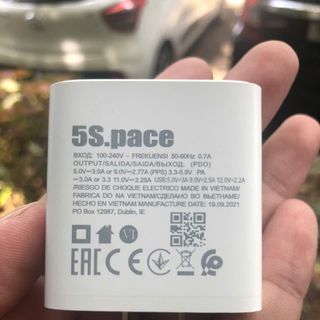 5S.pace
ВХОД: 100-240V – FREKUENSI 50-60Hz 0.7A
OUTPUT/SALIDA/SAIDA/ВЫХОД: (PDO)
5.0V=3.0A or 9.0V=2.77A (PPS) 3.3-5.9V PA
=3.0A or 3.3 11.0V=2.25A USB:5.0V=3A 9.0V=2.5A 12.0V=2.2A
/RIESGO DE CHOQUE ELECTRICO MADE IN VIETNAM/
FABRICA DO NA VIETNAM/СДЕЛАНО ВО ВЬЕТНАМЕ/
HECHO EN VIETNAM MANUFACTURE DATE: 19.09.2021
PO Box 12987, Dublin, IE
VI
EAC CE